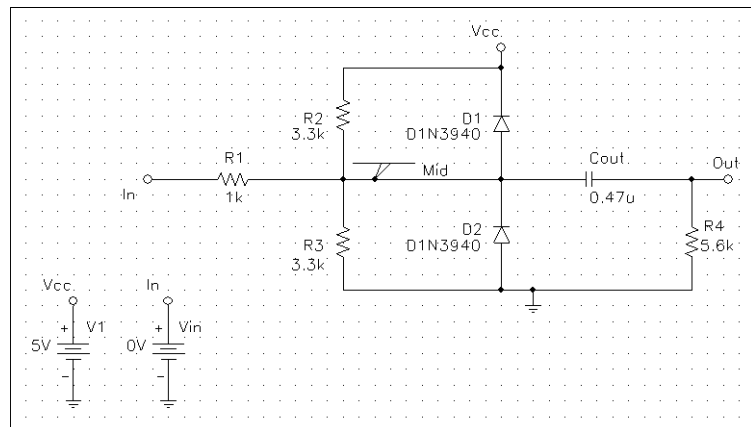 Vcc
R2
3.3k
D1
D1N3940
R1
1k
Mid
Cout
0.47u
Out
In
R3
3.3k
D2
D1N3940
R4
5.6k
Vcc
In
+
V1
5V
-
+
Vin
0V
-